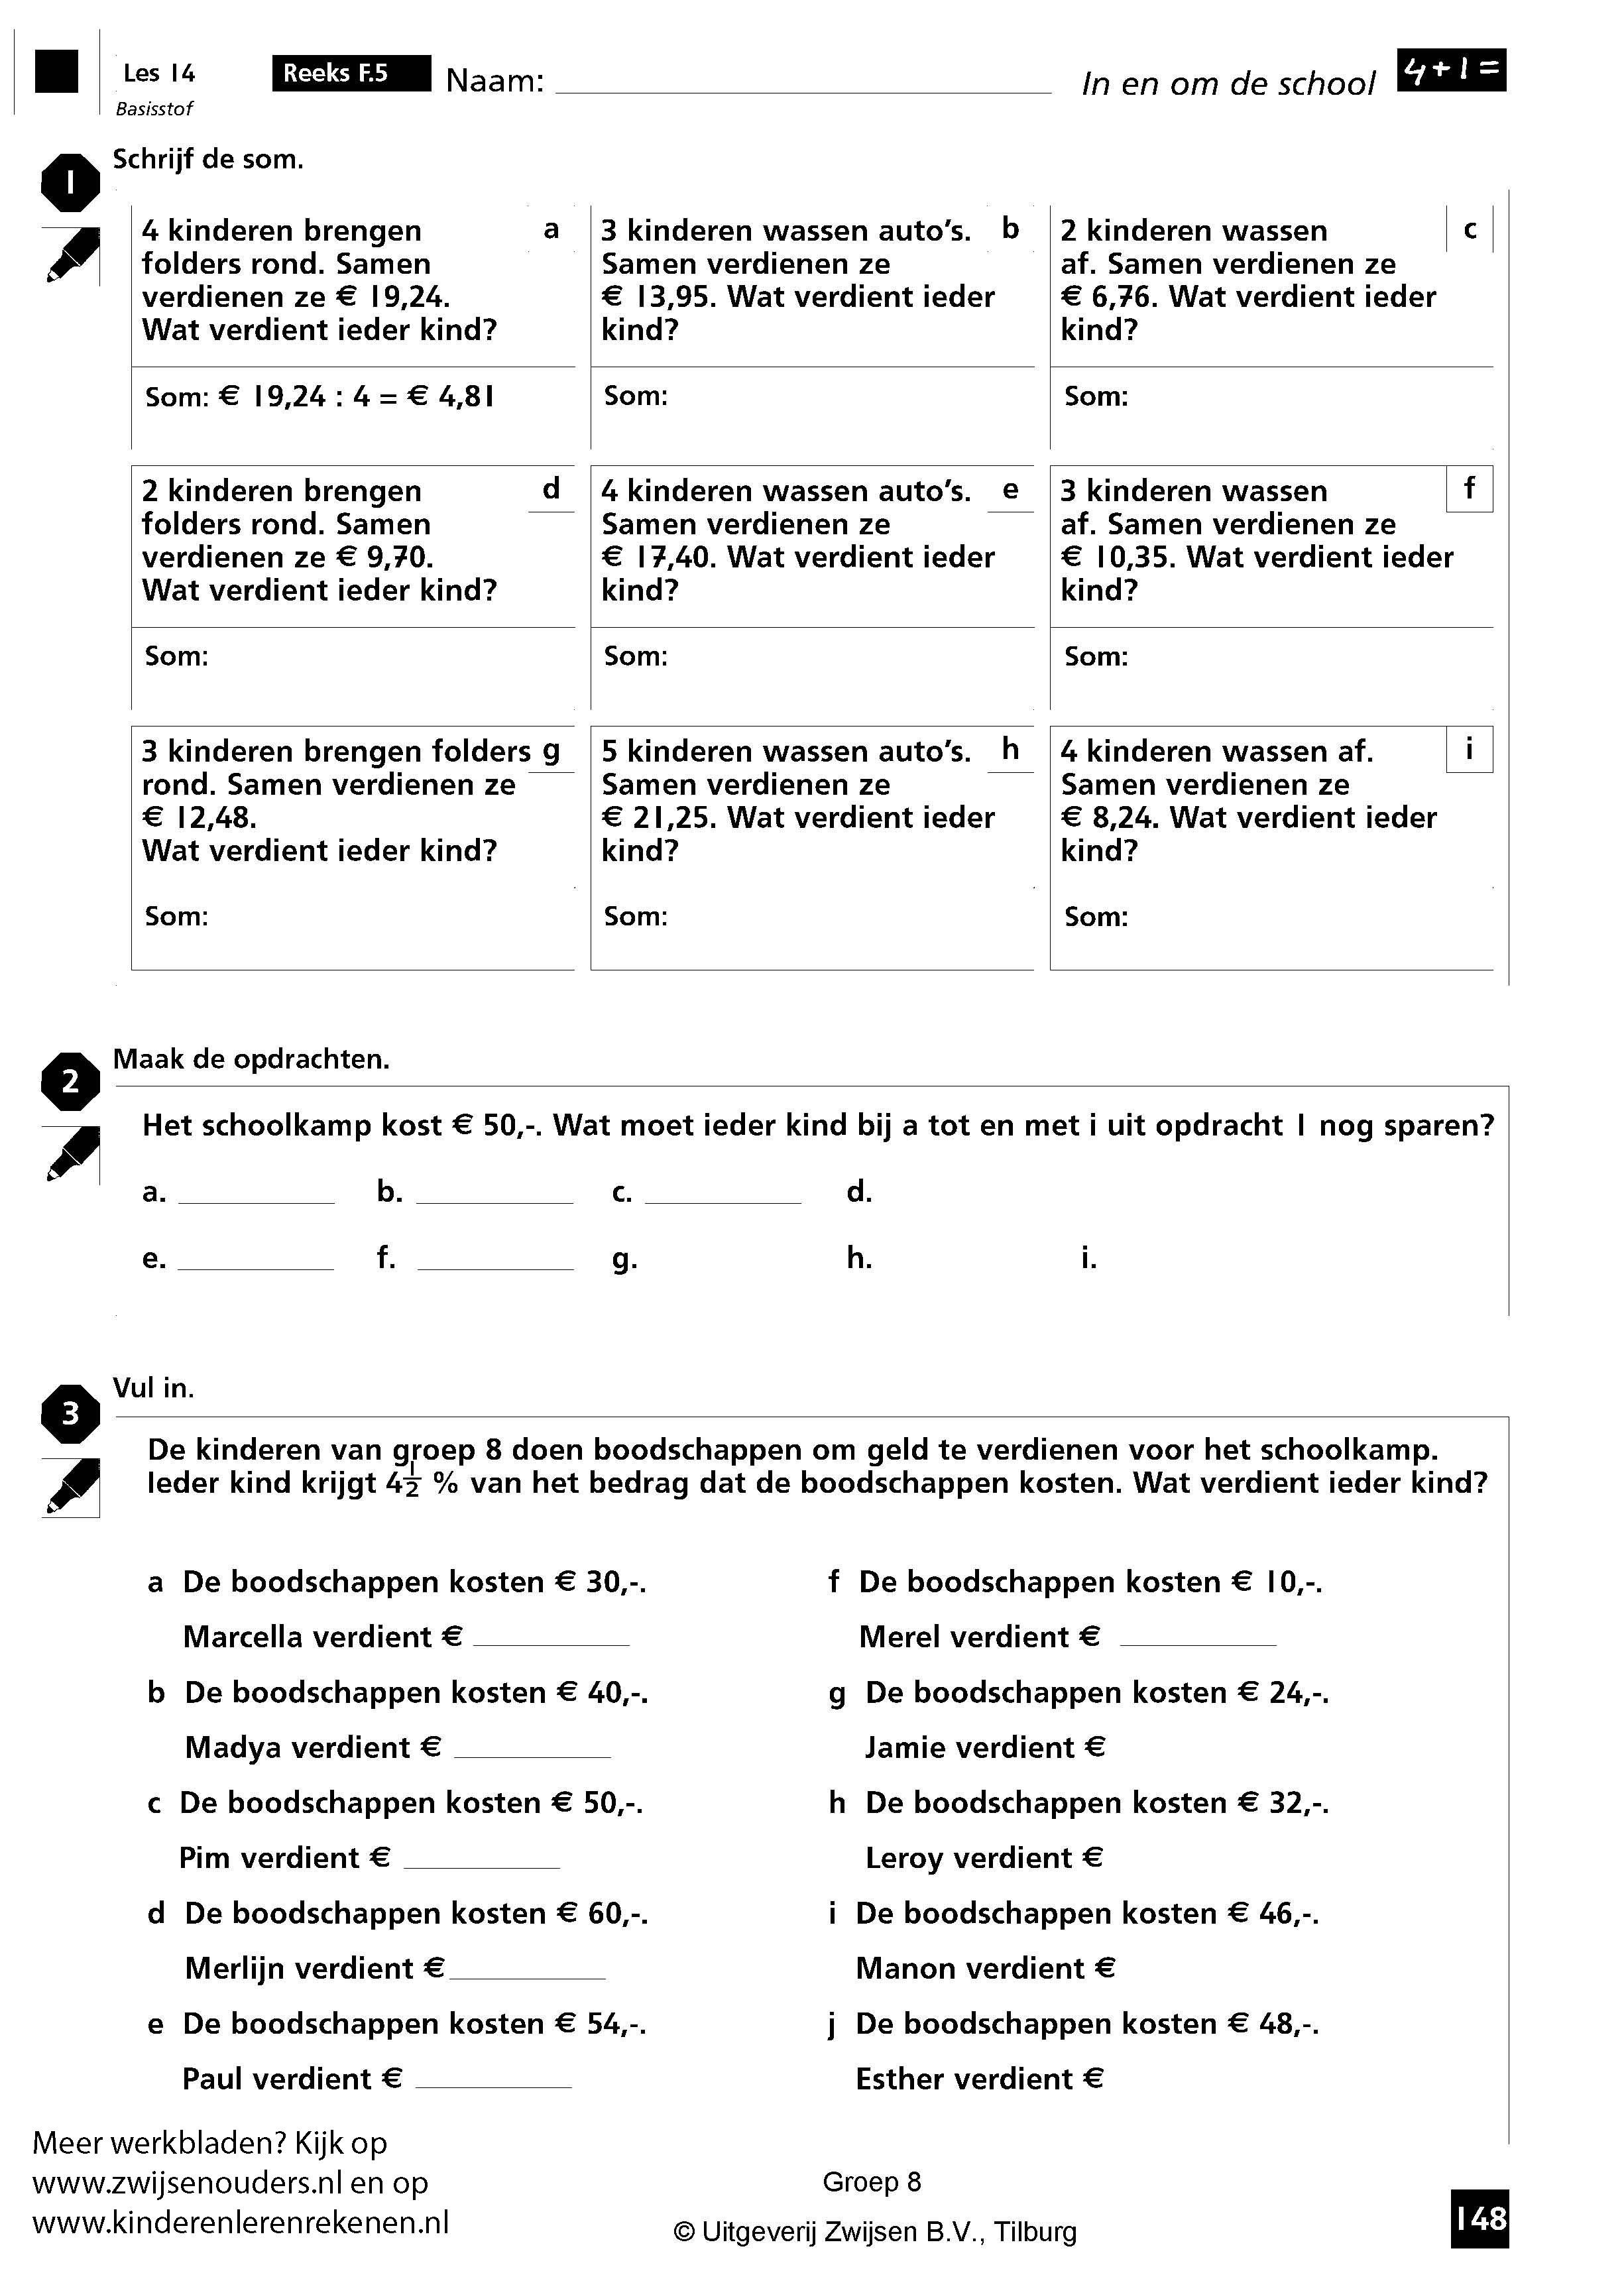 Les 14
Reeks F.5
Naam:
In en om de school
4+1=
Basisstof
1
Schrijf de som.
4 kinderen brengen
folders rond. Samen
verdienen ze € 19,24.
Wat verdient ieder kind?
a
Som: € 19,24 : 4 = € 4,81
3 kinderen wassen auto's.
Samen verdienen ze
€ 13,95. Wat verdient ieder
kind?
b
Som:
2 kinderen wassen
af. Samen verdienen ze
€ 6,76. Wat verdient ieder
kind?
c
Som:
2 kinderen brengen
folders rond. Samen
verdienen ze € 9,70.
Wat verdient ieder kind?
d
Som:
4 kinderen wassen auto's.
Samen verdienen ze
€ 17,40. Wat verdient ieder
kind?
e
Som:
3 kinderen wassen
af. Samen verdienen ze
€ 10,35. Wat verdient ieder
kind?
f
Som:
3 kinderen brengen folders
rond. Samen verdienen ze
€ 12,48.
Wat verdient ieder kind?
g
Som:
5 kinderen wassen auto's.
Samen verdienen ze
€ 21,25. Wat verdient ieder
kind?
h
Som:
4 kinderen wassen af.
Samen verdienen ze
€ 8,24. Wat verdient ieder
kind?
i
Som:
2
Maak de opdrachten.
Het schoolkamp kost € 50,-. Wat moet ieder kind bij a tot en met i uit opdracht 1 nog sparen?
a. b. c. d.
e. f. g. h. i.
3
Vul in.
De kinderen van groep 8 doen boodschappen om geld te verdienen voor het schoolkamp.
Ieder kind krijgt 4½ % van het bedrag dat de boodschappen kosten. Wat verdient ieder kind?
a De boodschappen kosten € 30,-.
Marcella verdient €
b De boodschappen kosten € 40,-.
Madya verdient €
c De boodschappen kosten € 50,-.
Pim verdient €
d De boodschappen kosten € 60,-.
Merlijn verdient €
e De boodschappen kosten € 54,-.
Paul verdient €
f De boodschappen kosten € 10,-.
Merel verdient €
g De boodschappen kosten € 24,-.
Jamie verdient €
h De boodschappen kosten € 32,-.
Leroy verdient €
i De boodschappen kosten € 46,-.
Manon verdient €
j De boodschappen kosten € 48,-.
Esther verdient €
Meer werkbladen? Kijk op
www.zwijsenouders.nl en op
www.kinderenlerenrekenen.nl
Groep 8
© Uitgeverij Zwijsen B.V., Tilburg
148